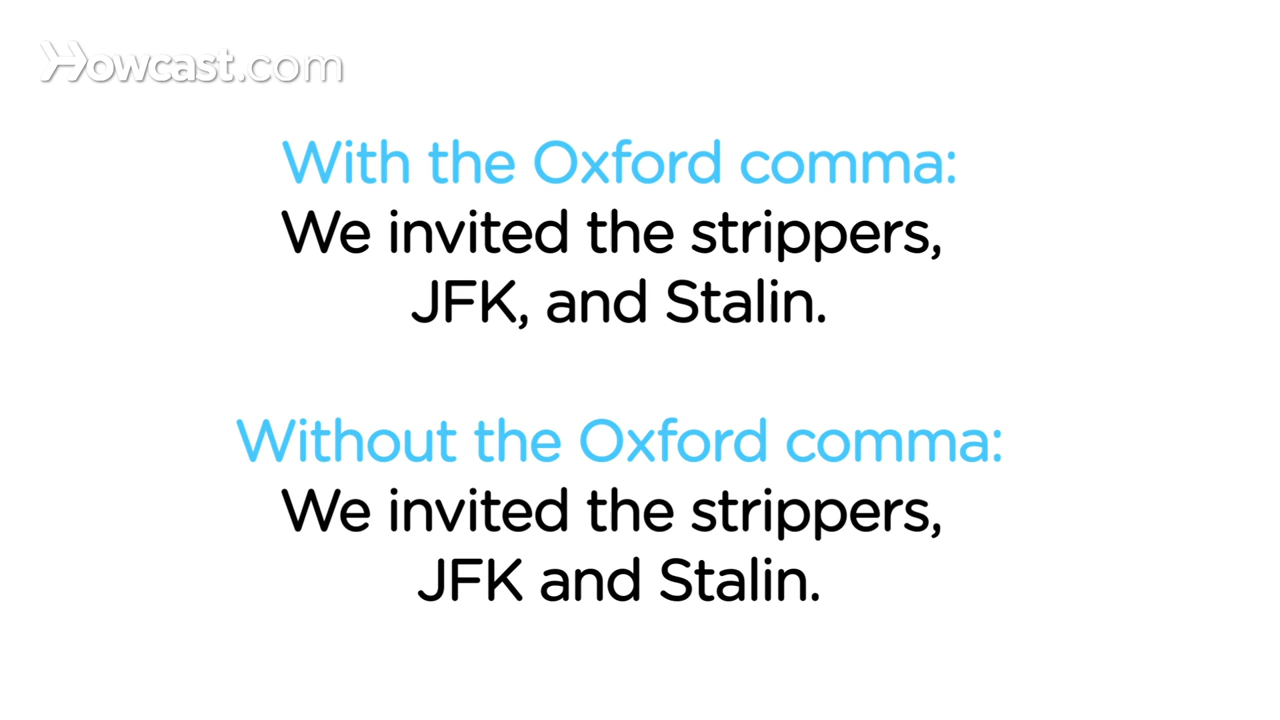 Howcast.com
With the Oxford comma:
We invited the strippers,
JFK, and Stalin.
Without the Oxford comma:
We invited the strippers,
JFK and Stalin.